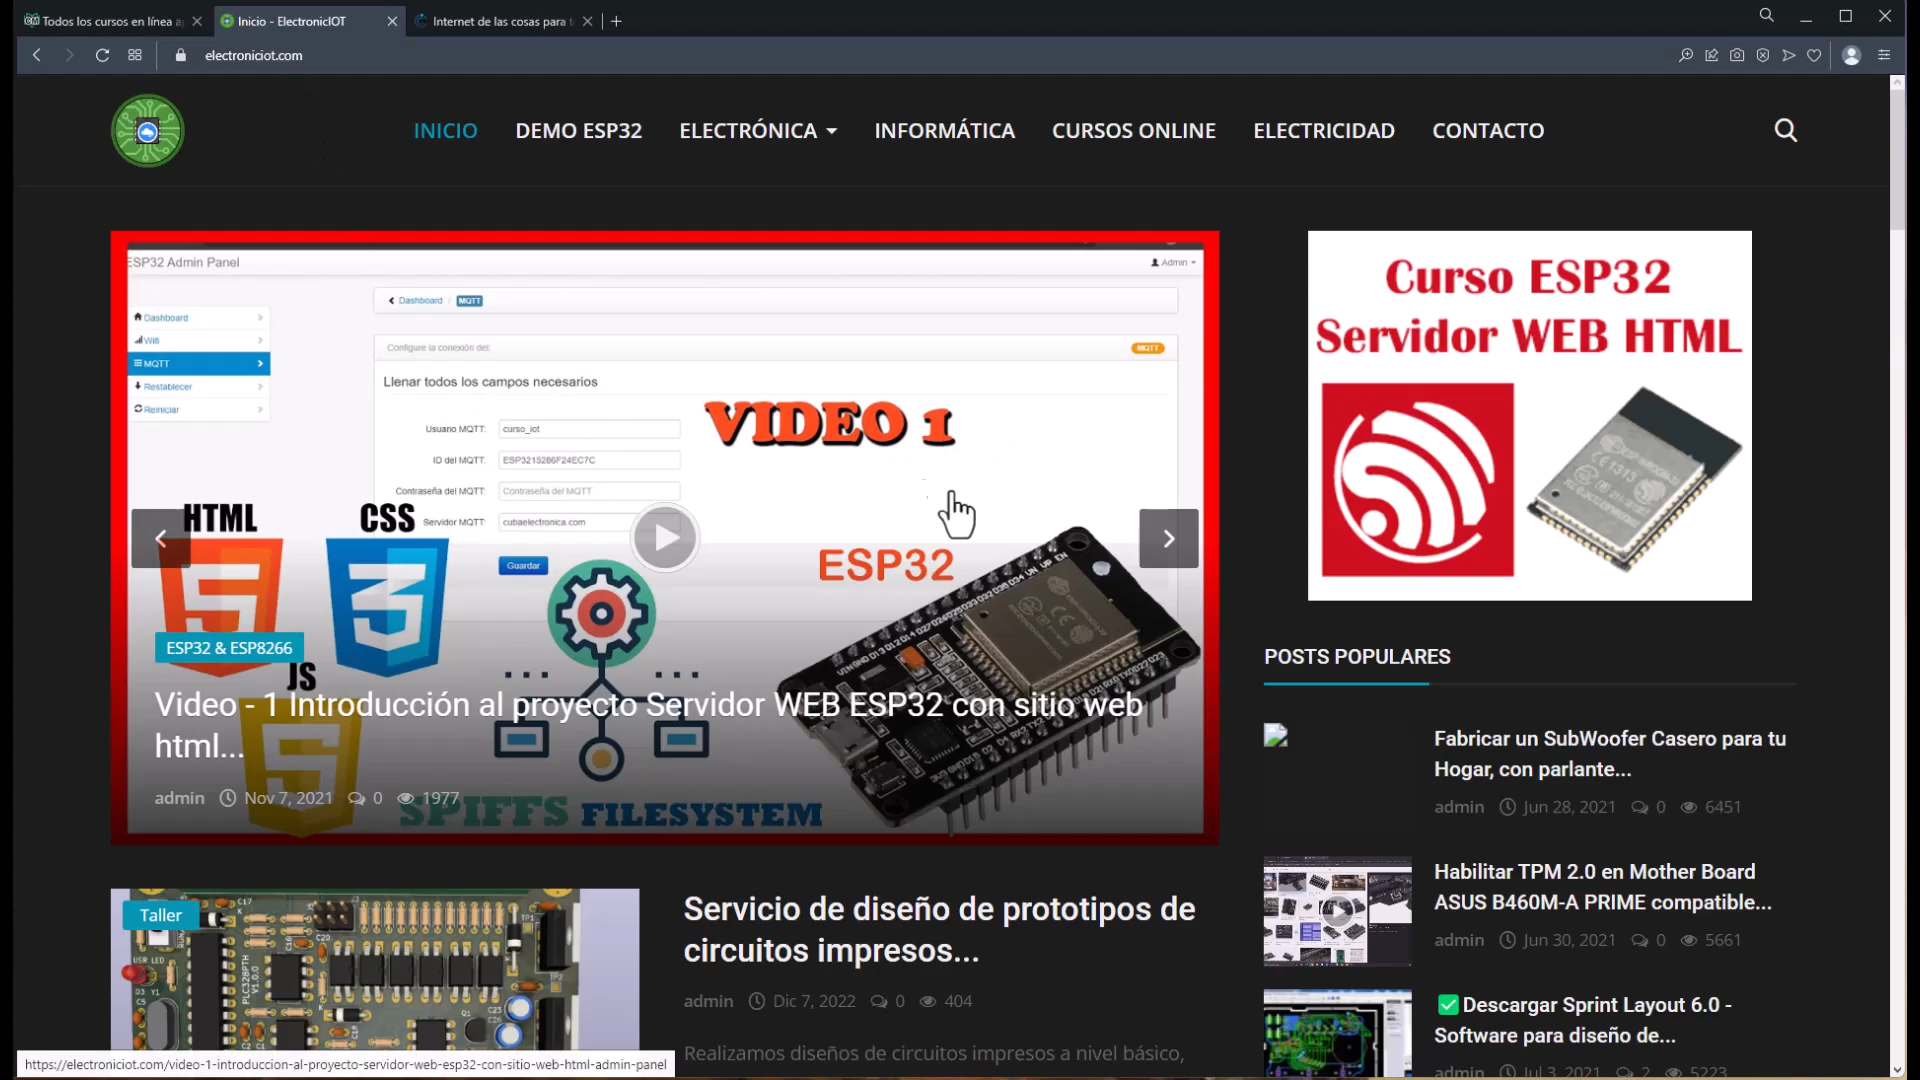 Todos los cursos en línea a
Inicio - ElectronicIOT
Internet de las cosas para t
electroniciot.com
INICIO
DEMO ESP32
ELECTRÓNICA
INFORMÁTICA
CURSOS ONLINE
ELECTRICIDAD
CONTACTO
ESP32 Admin Panel
Admin
Dashboard
Wifi
MQTT
Restablecer
Reiniciar
Dashboard / MQTT
Configure la conexión del:
MQTT
Llenar todos los campos necesarios
Usuario MQTT: curso_iot
ID del MQTT: ESP3215286F24EC7C
Contraseña del MQTT: Contraseña del MQTT
Servidor MQTT: cubaelectronica.com
Guardar
VIDEO 1
HTML
CSS
JS
ESP32
SPIFFS FILESYSTEM
ESP32 & ESP8266
Video - 1 Introducción al proyecto Servidor WEB ESP32 con sitio web
html...
admin Nov 7, 2021 0 1977
Curso ESP32
Servidor WEB HTML
POSTS POPULARES
Fabricar un SubWoofer Casero para tu
Hogar, con parlante...
admin Jun 28, 2021 0 6451
Habilitar TPM 2.0 en Mother Board
ASUS B460M-A PRIME compatible...
admin Jun 30, 2021 0 5661
Descargar Sprint Layout 6.0 -
Software para diseño de...
admin Jul 3, 2021 2 5223
Taller
Servicio de diseño de prototipos de
circuitos impresos...
admin Dic 7, 2022 0 404
Realizamos diseños de circuitos impresos a nivel básico,
https://electroniciot.com/video-1-introduccion-al-proyecto-servidor-web-esp32-con-sitio-web-html-admin-panel